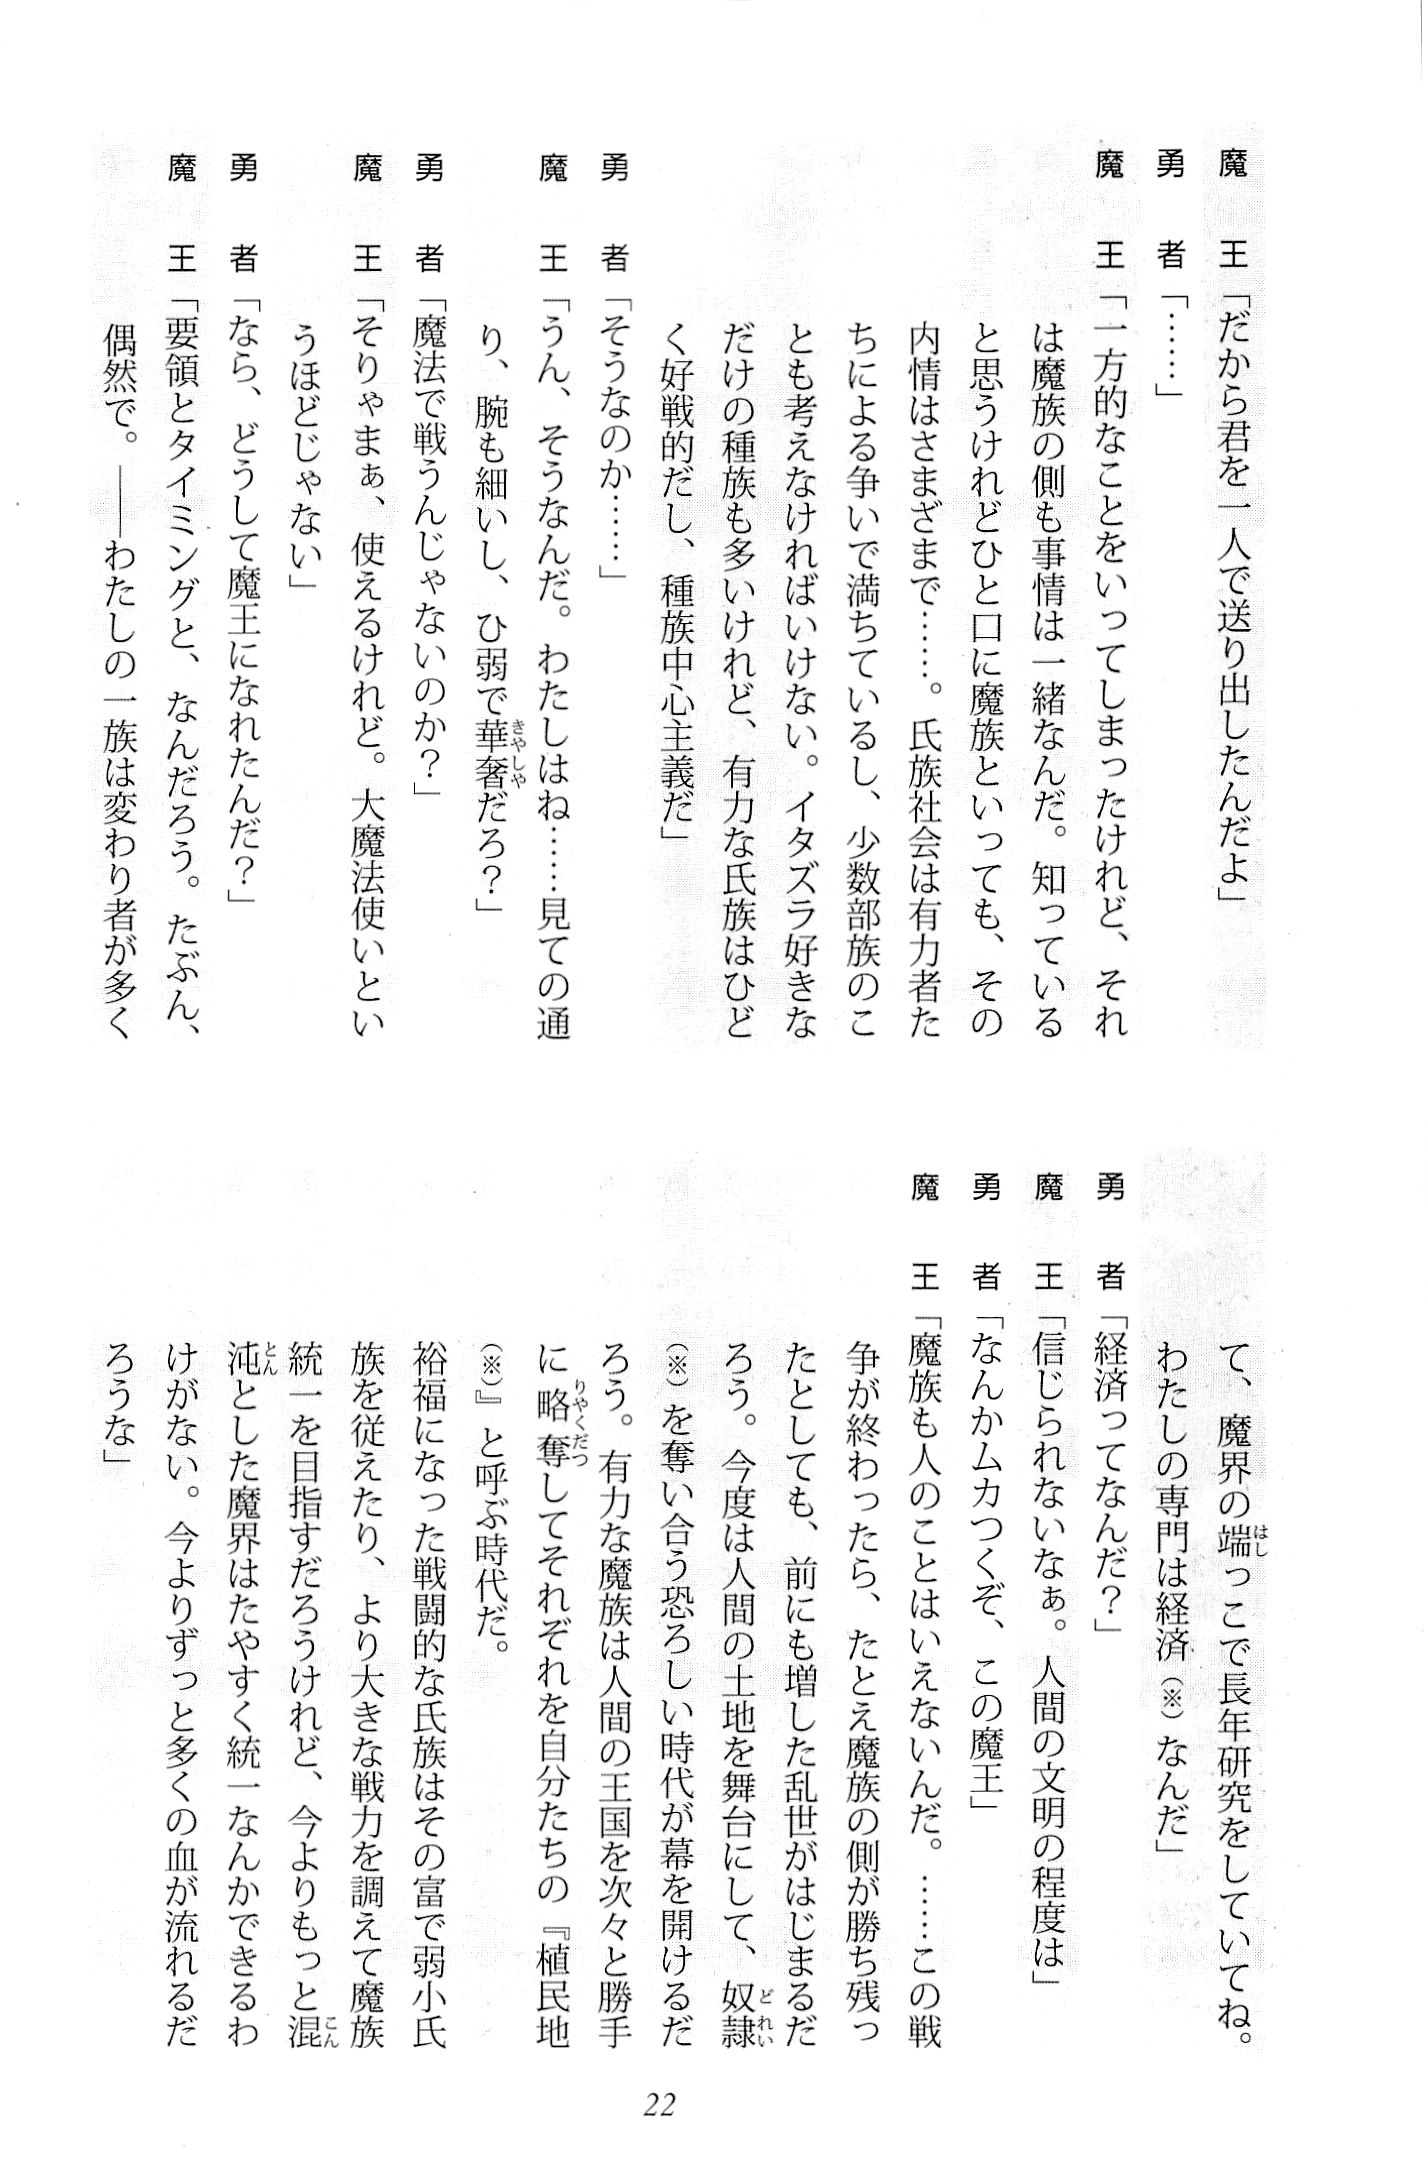 魔　王「だから君を一人で送り出したんだよ」
勇　者「……」
魔　王「一方的なことをいってしまったけれど、それ
は魔族の側も事情は一緒なんだ。知っている
と思うけれどひと口に魔族といっても、その
内情はさまざまで……。氏族社会は有力者た
ちによる争いで満ちているし、少数部族のこ
とも考えなければいけない。イタズラ好きな
だけの種族も多いけれど、有力な氏族はひど
く好戦的だし、種族中心主義だ」
勇　者「そうなのか……」
魔　王「うん、そうなんだ。わたしはね……見ての通
り、腕も細いし、ひ弱で華奢きやしやだろ？」
勇　者「魔法で戦うんじゃないのか？」
魔　王「そりゃまぁ、使えるけれど。大魔法使いとい
うほどじゃない」
勇　者「なら、どうして魔王になれたんだ？」
魔　王「要領とタイミングと、なんだろう。たぶん、
偶然で。――わたしの一族は変わり者が多く
て、魔界の端はしっこで長年研究をしていてね。
わたしの専門は経済（※）なんだ」
勇　者「経済ってなんだ？」
魔　王「信じられないなぁ。人間の文明の程度は」
勇　者「なんかムカつくぞ、この魔王」
魔　王「魔族も人のことはいえないんだ。……この戦
争が終わったら、たとえ魔族の側が勝ち残っ
たとしても、前にも増した乱世がはじまるだ
ろう。今度は人間の土地を舞台にして、奴隷どれい
（※）を奪い合う恐ろしい時代が幕を開けるだ
ろう。有力な魔族は人間の王国を次々と勝手
に略奪りやくだつしてそれぞれを自分たちの『植民地
（※）』と呼ぶ時代だ。
裕福になった戦闘的な氏族はその富で弱小氏
族を従えたり、より大きな戦力を調えて魔族
統一を目指すだろうけれど、今よりもっと混こん
沌とんとした魔界はたやすく統一なんかできるわ
けがない。今よりずっと多くの血が流れるだ
ろうな」
22